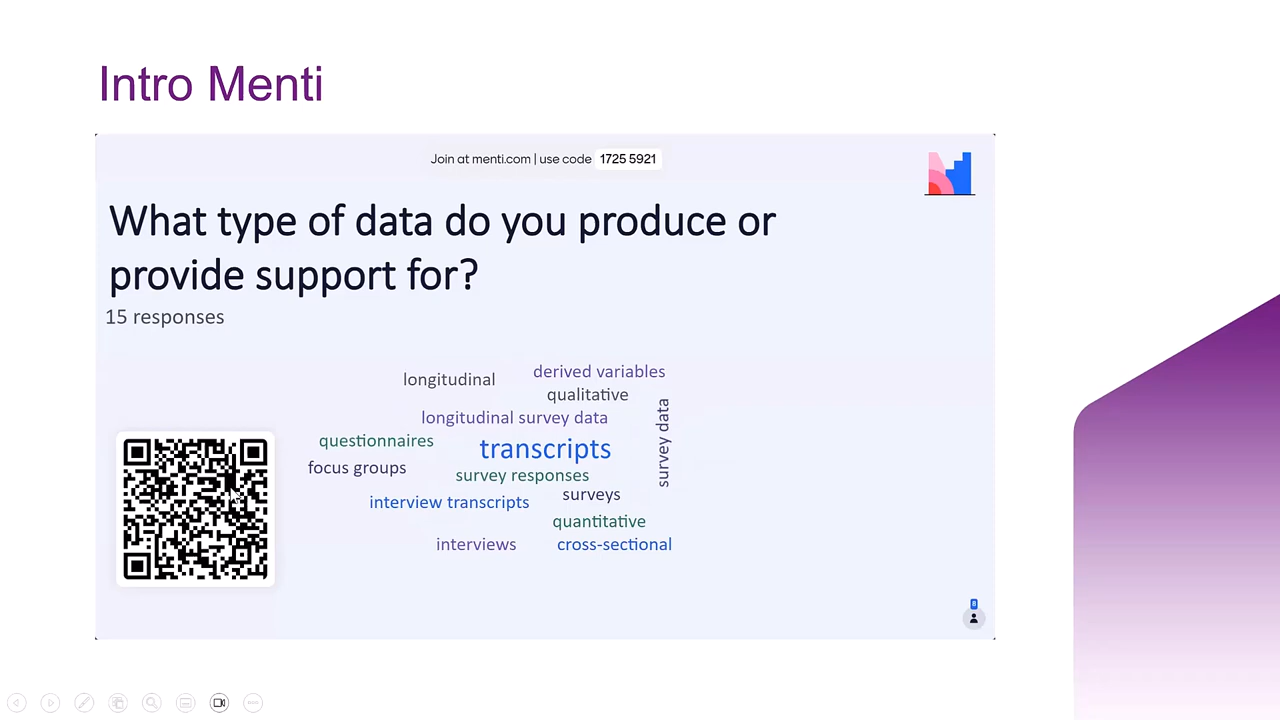 Intro Menti
Join at menti.com | use code 1725 5921
What type of data do you produce or
provide support for?
15 responses
longitudinal
derived variables
qualitative
longitudinal survey data
survey data
questionnaires
transcripts
focus groups
survey responses
surveys
interview transcripts
quantitative
interviews
cross-sectional
8